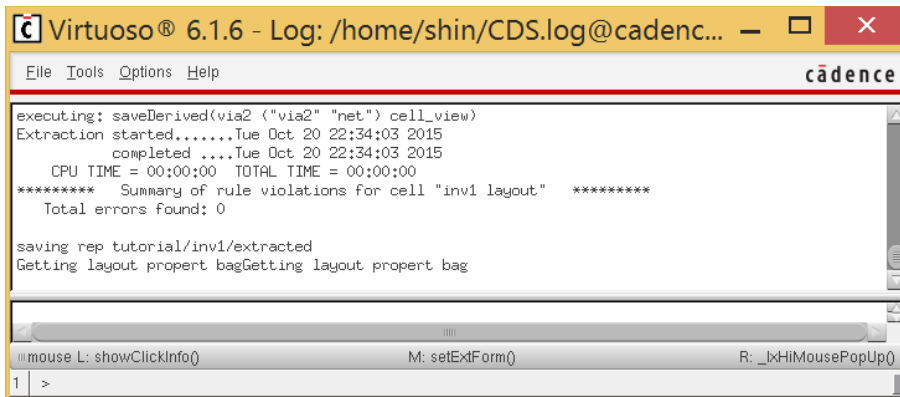 Virtuoso® 6.1.6 - Log: /home/shin/CDS.log@cadenc...
File Tools Options Help
cādence
executing: saveDerived(via2 ("via2" "net") cell_view)
Extraction started.......Tue Oct 20 22:34:03 2015
completed ....Tue Oct 20 22:34:03 2015
CPU TIME = 00:00:00 TOTAL TIME = 00:00:00
********* Summary of rule violations for cell "inv1 layout" *********
Total errors found: 0
saving rep tutorial/inv1/extracted
Getting layout propert bagGetting layout propert bag
mouse L: showClickInfo() M: setExtForm() R: _lxHiMousePopUp()
1 >